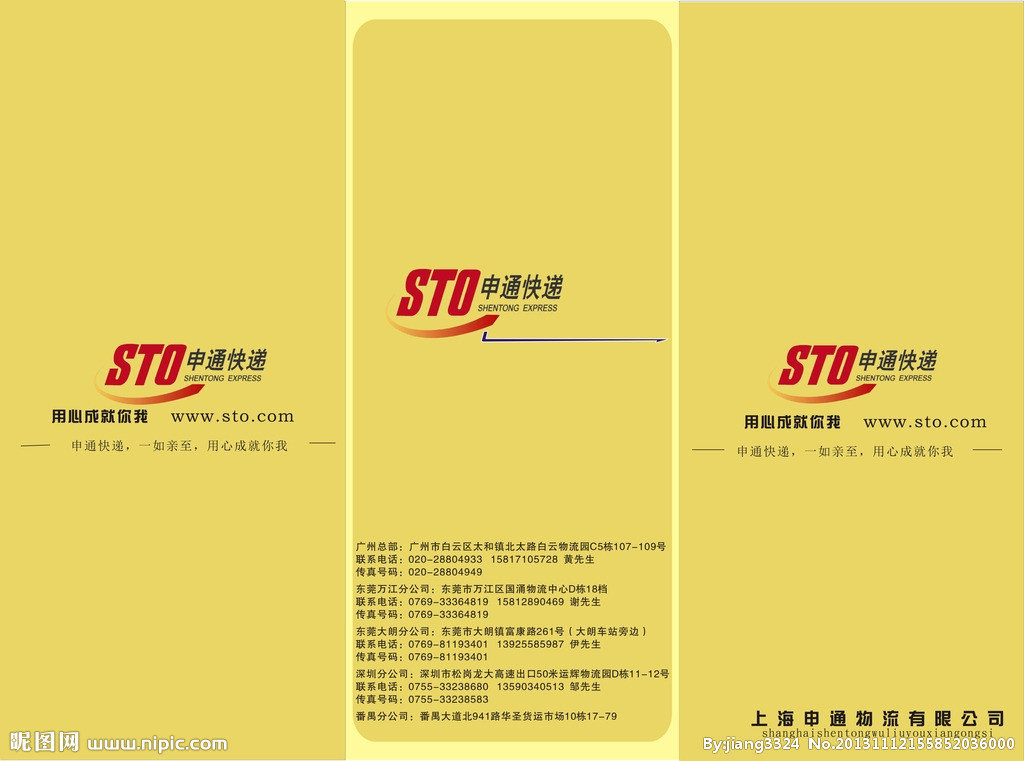 STO 申通快递
SHENTONG EXPRESS
用心成就你我 www.sto.com
申通快递，一如亲至，用心成就你我
STO 申通快递
SHENTONG EXPRESS
广州总部：广州市白云区太和镇北太路白云物流园C5栋107-109号
联系电话：020-28804933 15817105728 黄先生
传真号码：020-28804949
东莞万江分公司：东莞市万江区国涌物流中心D栋18档
联系电话：0769-33364819 15812890469 谢先生
传真号码：0769-33364819
东莞大朗分公司：东莞市大朗镇富康路261号（大朗车站旁边）
联系电话：0769-81193401 13925585987 伊先生
传真号码：0769-81193401
深圳分公司：深圳市松岗龙大高速出口50米运辉物流园D栋11-12号
联系电话：0755-33238680 13590340513 邹先生
传真号码：0755-33238583
番禺分公司：番禺大道北941路华圣货运市场10栋17-79
STO 申通快递
SHENTONG EXPRESS
用心成就你我 www.sto.com
申通快递，一如亲至，用心成就你我
上海申通物流有限公司
shanghaishentongwuliuyouxiangongsi
昵图网 www.nipic.com
By:jiang3324 No.20131112155852036000